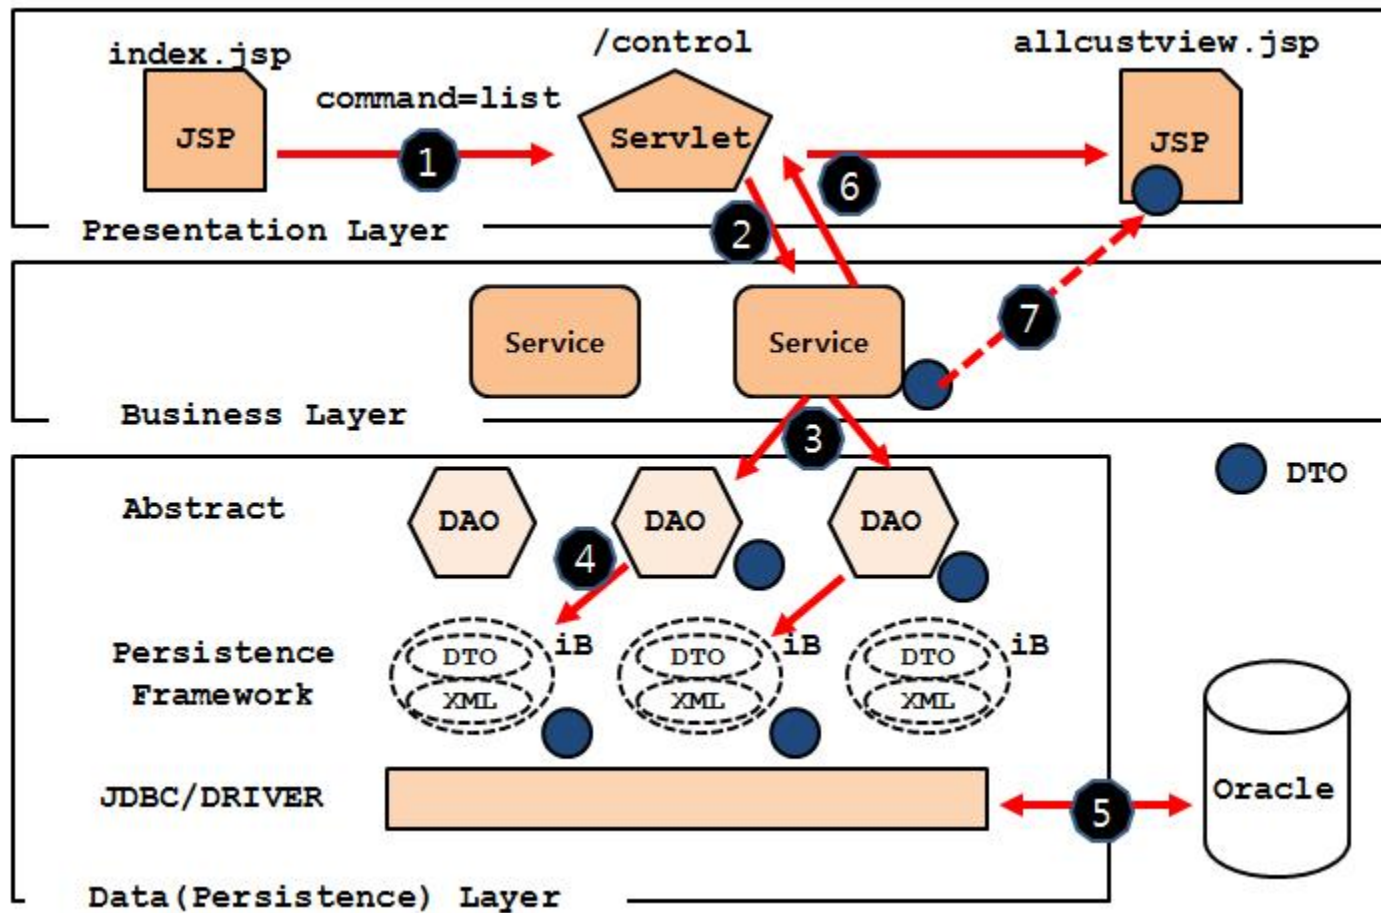 index.jsp
/control
allcustview.jsp
command=list
JSP
1
Servlet
6
JSP
2
Presentation Layer
Service
Service
7
Business Layer
3
DTO
Abstract
DAO
DAO
DAO
4
Persistence
Framework
DTO
XML
iB
DTO
XML
iB
DTO
XML
iB
JDBC/DRIVER
5
Oracle
Data(Persistence) Layer